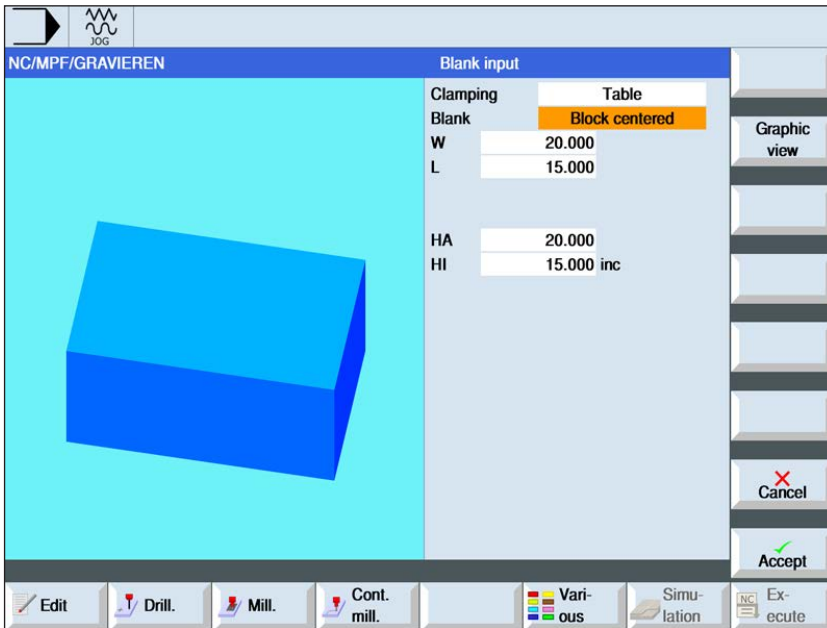 JOG
NC/MPF/GRAVIEREN
Blank input
Clamping Table
Blank Block centered
W 20.000
L 15.000
HA 20.000
HI 15.000 inc
Graphic
view
Cancel
Accept
Edit
Drill.
Mill.
Cont.
mill.
Vari-
ous
Simu-
lation
NC
Ex-
ecute